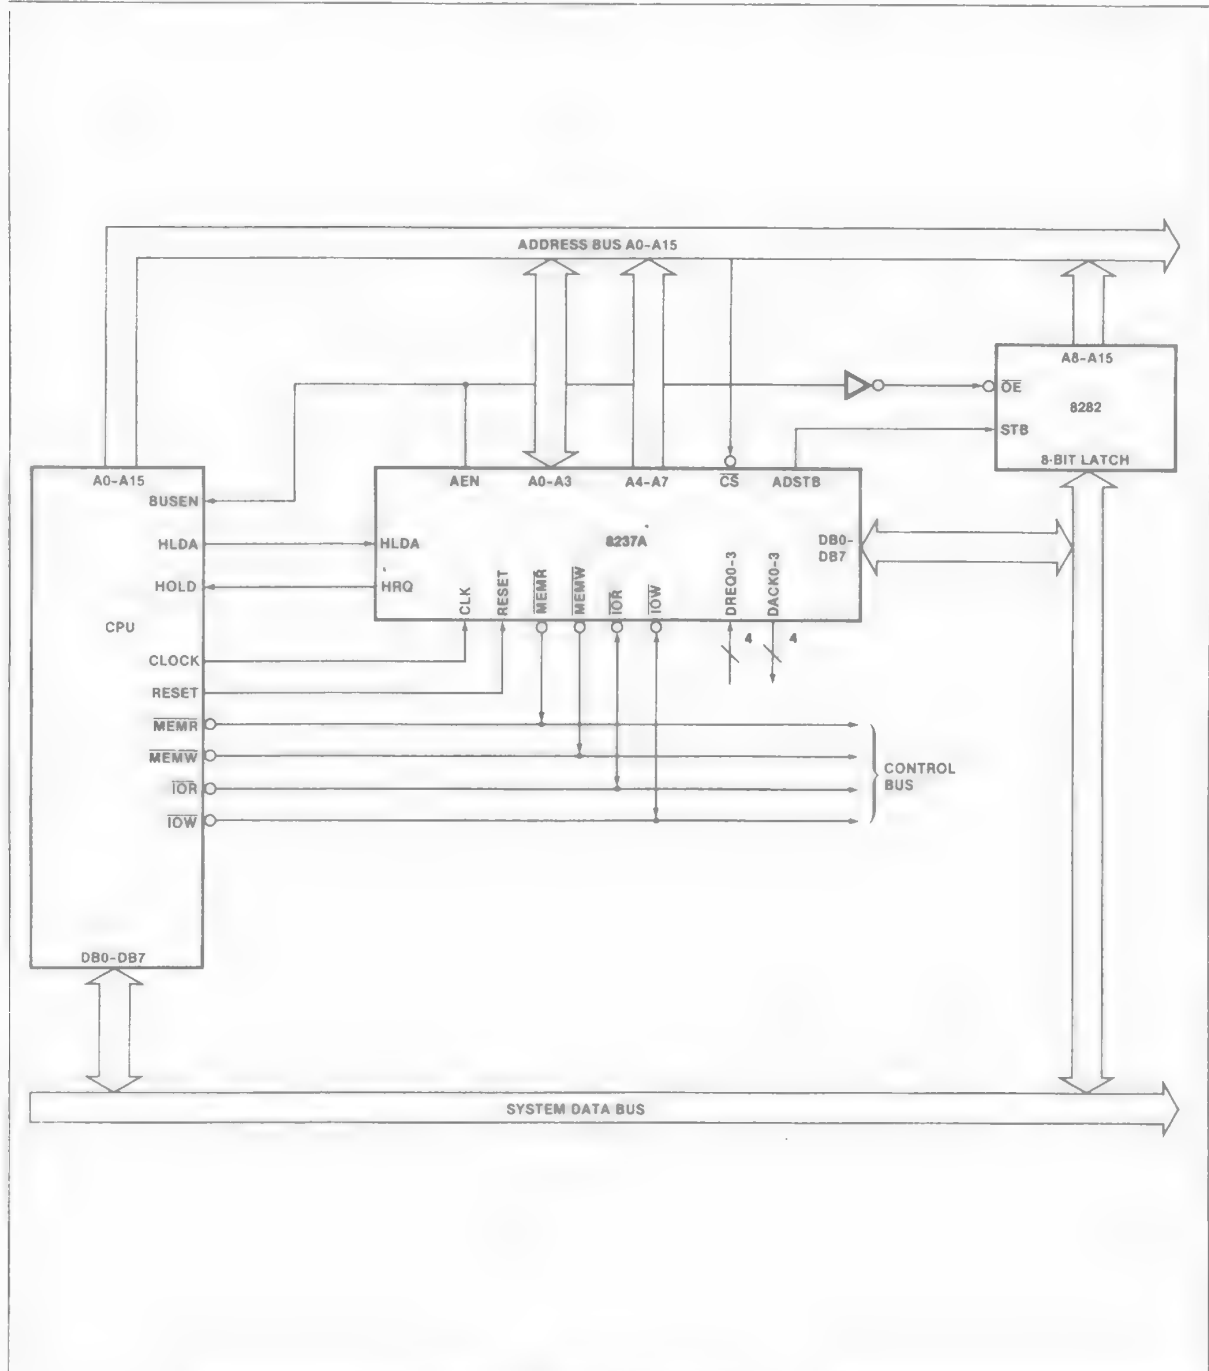 ADDRESS BUS A0-A15
A8-A15
OE
8282
STB
8-BIT LATCH
A0-A15
BUSEN
HLDA
HOLD
CPU
CLOCK
RESET
MEMR
MEMW
IOR
IOW
DB0-DB7
AEN
A0-A3
A4-A7
CS
ADSTB
HLDA
8237A
DB0-
DB7
HRQ
CLK
RESET
MEMR
MEMW
IOR
IOW
DREQ0-3
DACK0-3
4
4
CONTROL
BUS
SYSTEM DATA BUS